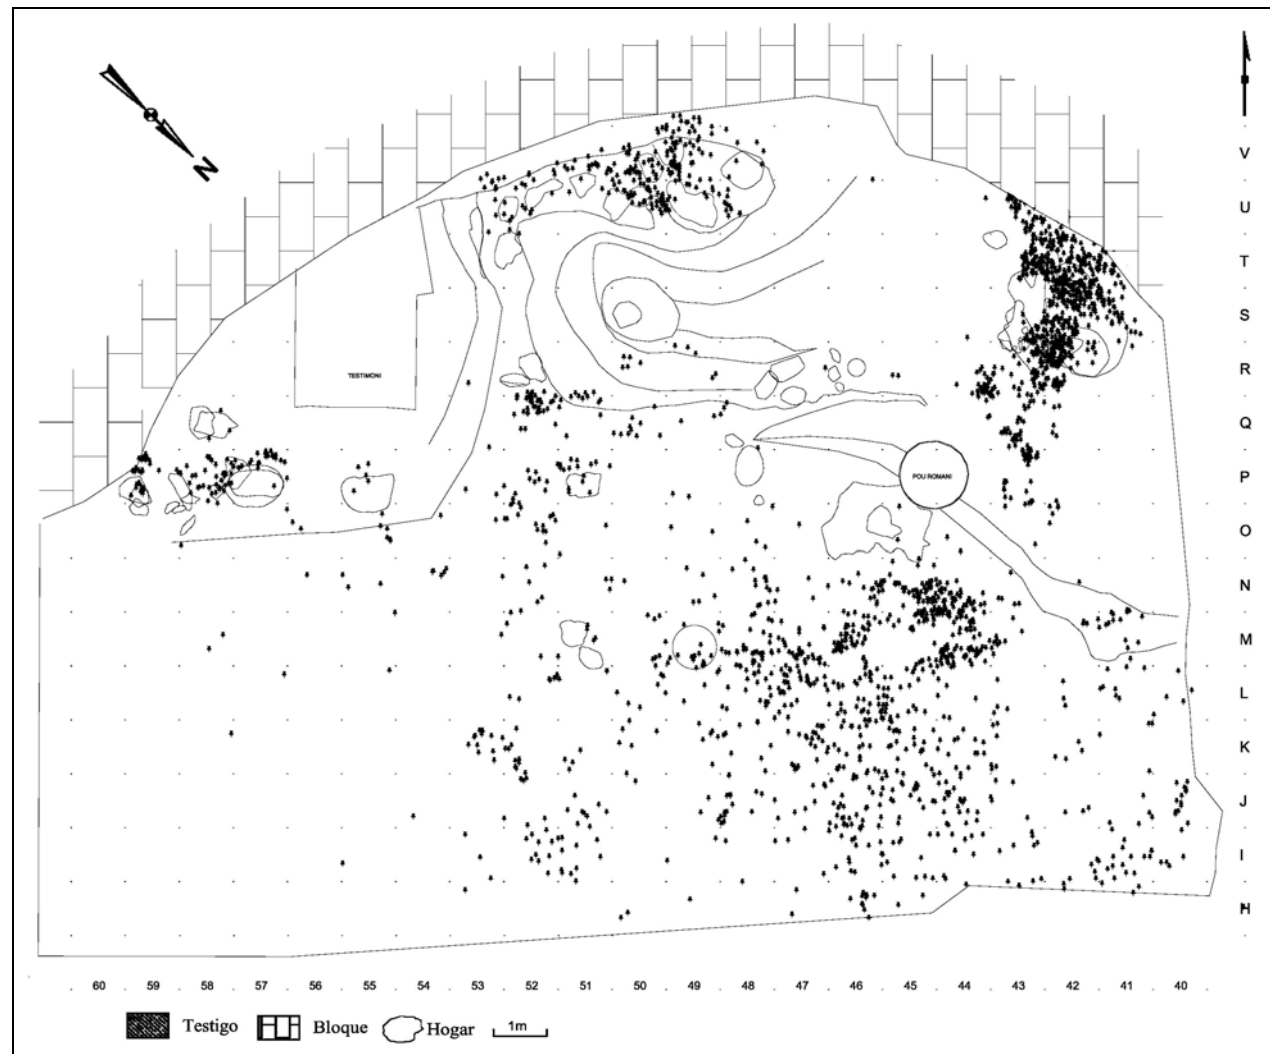 N
V
U
T
S
R
Q
P
O
N
M
L
K
J
I
H
TESTIMONI
POU ROMANI
60 59 58 57 56 55 54 53 52 51 50 49 48 47 46 45 44 43 42 41 40
Testigo Bloque Hogar 1m